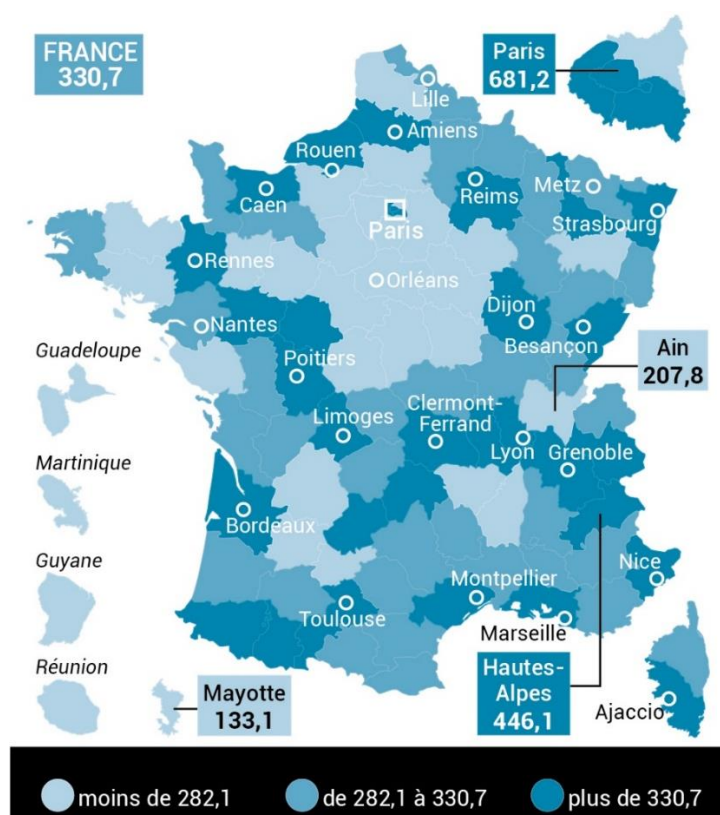 FRANCE
330,7
Paris
681,2
Lille
Amiens
Rouen
Caen
Reims
Metz
Strasbourg
Paris
Rennes
Orléans
Dijon
Besançon
Nantes
Ain
207,8
Guadeloupe
Poitiers
Limoges
Clermont-
Ferrand
Lyon
Grenoble
Martinique
Bordeaux
Guyane
Nice
Montpellier
Toulouse
Marseille
Réunion
Mayotte
133,1
Hautes-
Alpes
446,1
Ajaccio
moins de 282,1
de 282,1 à 330,7
plus de 330,7